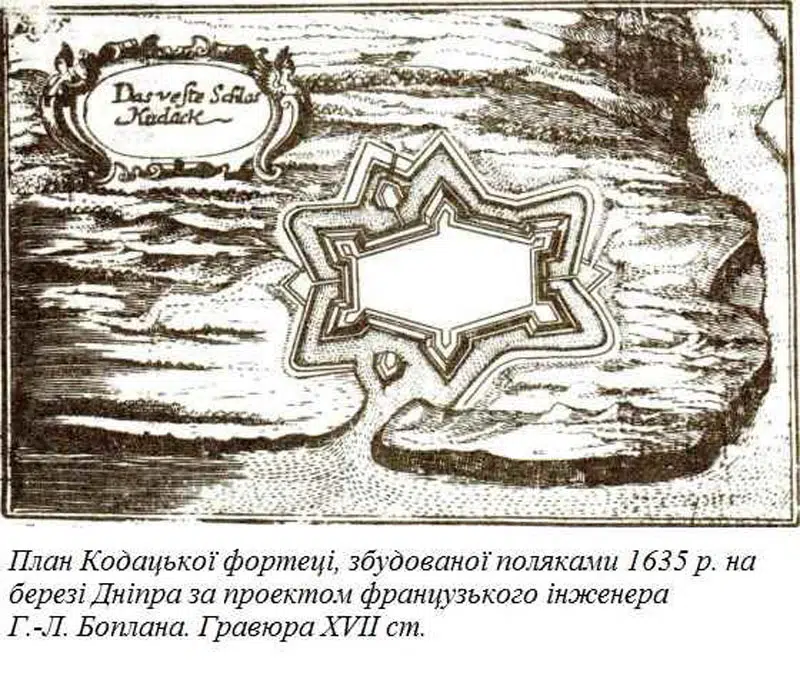 Das veste Schlos
Kudack
План Кодацької фортеці, збудованої поляками 1635 р. на
березі Дніпра за проектом французького інженера
Г.-Л. Боплана. Гравюра XVII ст.